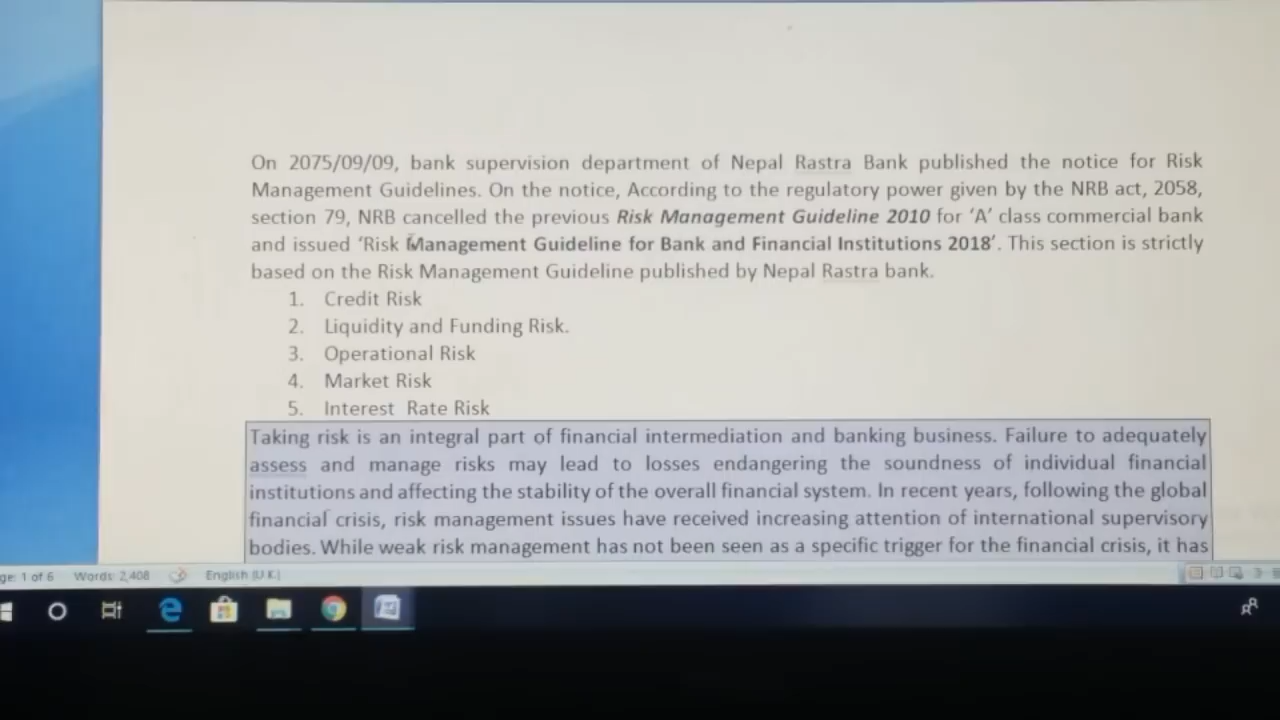 On 2075/09/09, bank supervision department of Nepal Rastra Bank published the notice for Risk
Management Guidelines. On the notice, According to the regulatory power given by the NRB act, 2058,
section 79, NRB cancelled the previous Risk Management Guideline 2010 for ‘A’ class commercial bank
and issued ‘Risk Management Guideline for Bank and Financial Institutions 2018’. This section is strictly
based on the Risk Management Guideline published by Nepal Rastra bank.
1. Credit Risk
2. Liquidity and Funding Risk.
3. Operational Risk
4. Market Risk
5. Interest Rate Risk
Taking risk is an integral part of financial intermediation and banking business. Failure to adequately
assess and manage risks may lead to losses endangering the soundness of individual financial
institutions and affecting the stability of the overall financial system. In recent years, following the global
financial crisis, risk management issues have received increasing attention of international supervisory
bodies. While weak risk management has not been seen as a specific trigger for the financial crisis, it has
ge: 1 of 6 Words: 2,408 English (U.K.)